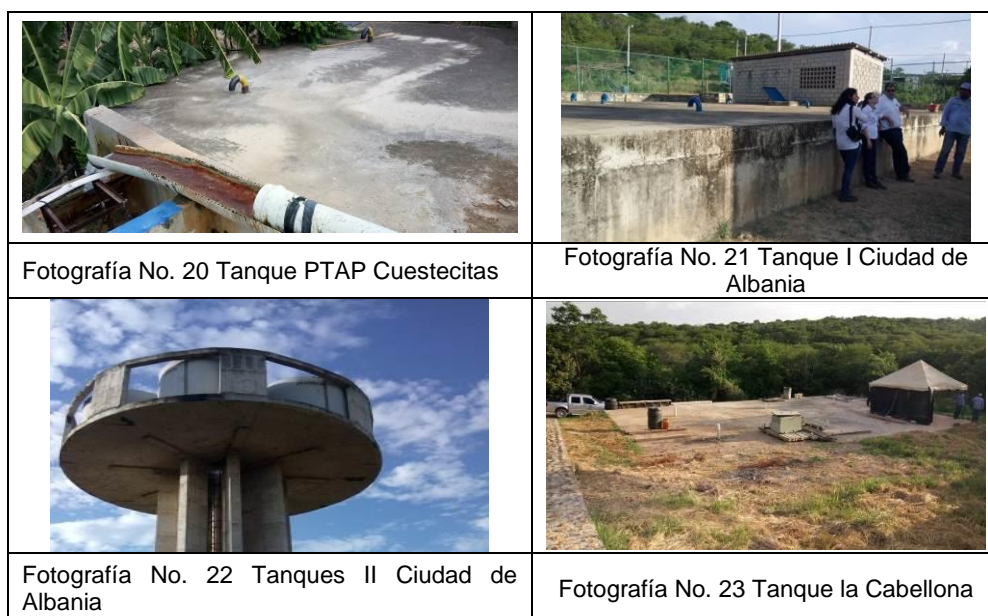 Fotografía No. 20 Tanque PTAP Cuestecitas
Fotografía No. 21 Tanque I Ciudad de
Albania
Fotografía No. 22 Tanques II Ciudad de
Albania
Fotografía No. 23 Tanque la Cabellona